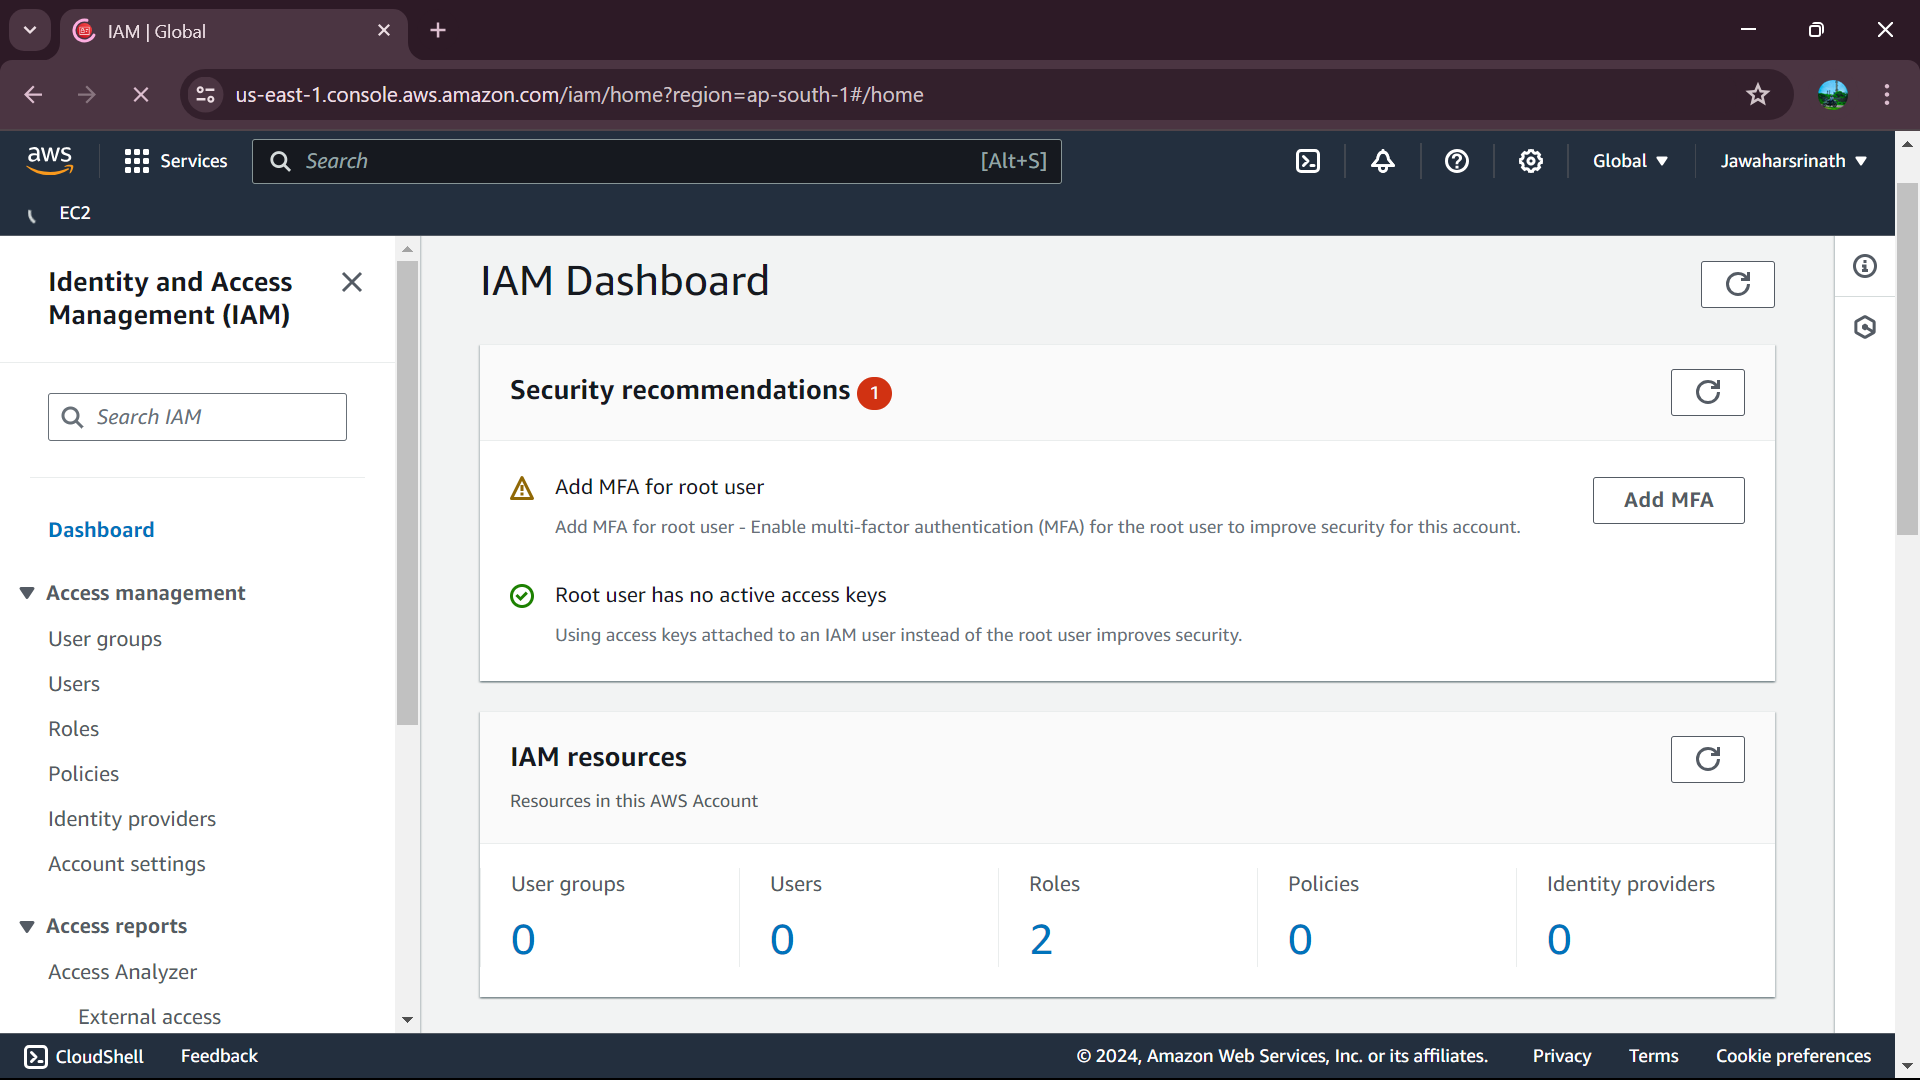 IAM | Global
us-east-1.console.aws.amazon.com/iam/home?region=ap-south-1#/home
aws
Services
Search
[Alt+S]
Global
Jawaharsrinath
EC2
Identity and Access
Management (IAM)
Search IAM
Dashboard
Access management
User groups
Users
Roles
Policies
Identity providers
Account settings
Access reports
Access Analyzer
External access
IAM Dashboard
Security recommendations 1
Add MFA for root user
Add MFA for root user - Enable multi-factor authentication (MFA) for the root user to improve security for this account.
Add MFA
Root user has no active access keys
Using access keys attached to an IAM user instead of the root user improves security.
IAM resources
Resources in this AWS Account
User groups
0
Users
0
Roles
2
Policies
0
Identity providers
0
CloudShell
Feedback
© 2024, Amazon Web Services, Inc. or its affiliates.
Privacy
Terms
Cookie preferences